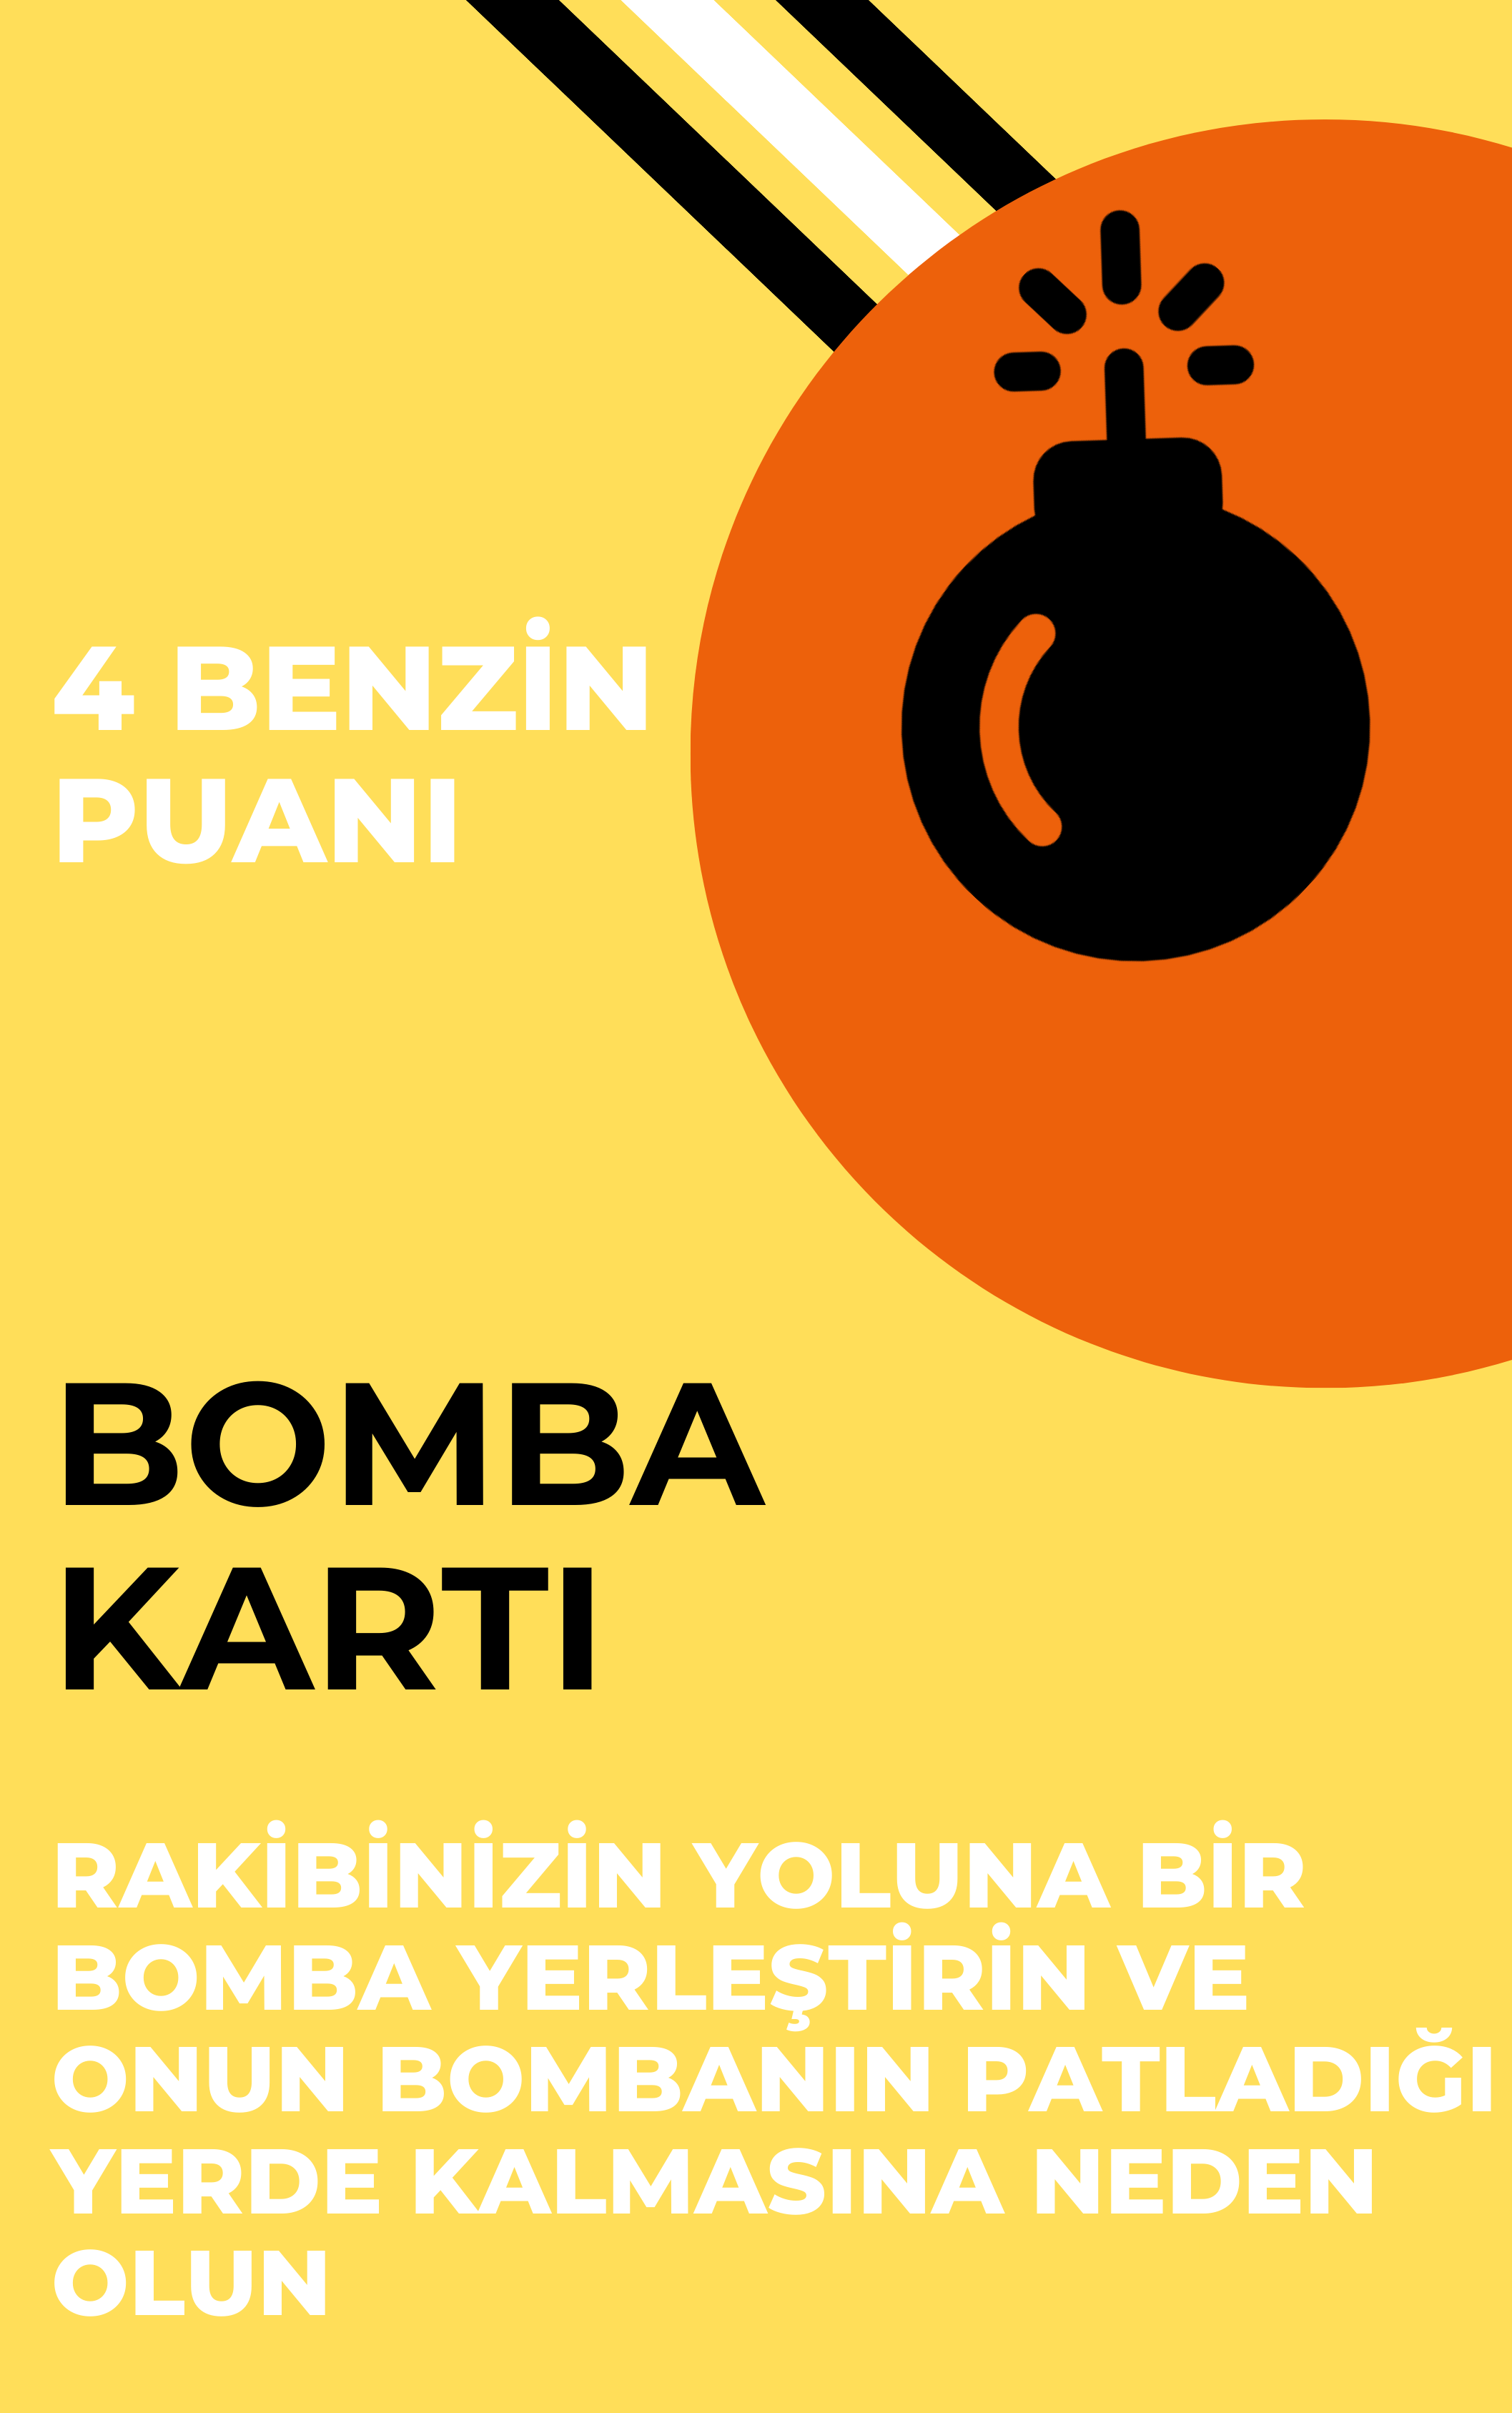 4 BENZİN
PUANI
BOMBA
KARTI
RAKİBİNİZİN YOLUNA BİR
BOMBA YERLEŞTİRİN VE
ONUN BOMBANIN PATLADIĞI
YERDE KALMASINA NEDEN
OLUN